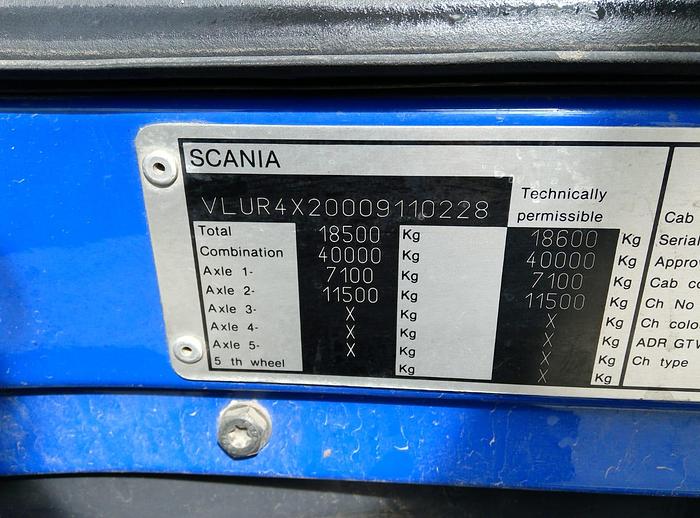 SCANIA
VLUR4X20009110228
Technically
permissible
Total 18500 Kg 18600 Kg
Combination 40000 Kg 40000 Kg
Axle 1- 7100 Kg 7100 Kg
Axle 2- 11500 Kg 11500 Kg
Axle 3- X Kg X Kg
Axle 4- X Kg X Kg
Axle 5- X Kg X Kg
5 th wheel Kg X Kg
Cab
Serial
Appro
Cab co
Ch No
Ch colo
ADR GTW
Ch type